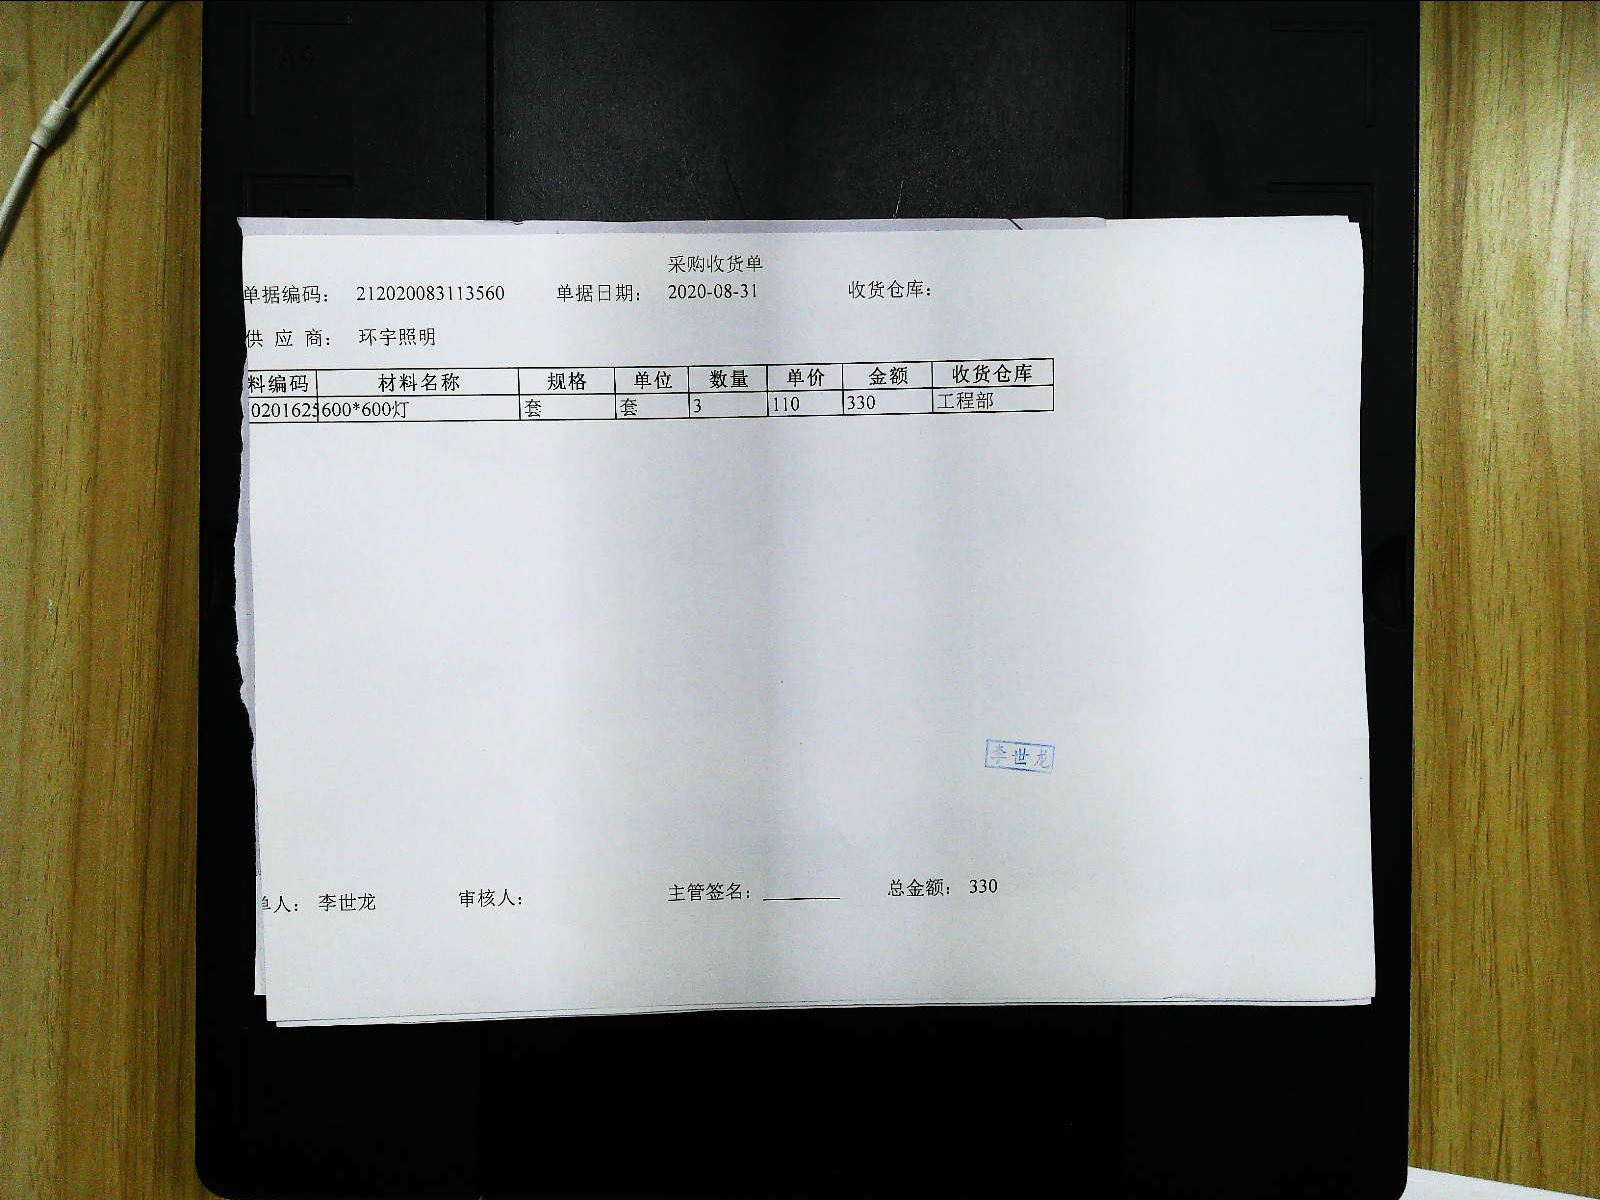 采购收货单
单据编码： 212020083113560 单据日期： 2020-08-31 收货仓库：
供 应 商： 环宇照明
料编码 材料名称 规格 单位 数量 单价 金额 收货仓库
0201625 600*600灯 套 套 3 110 330 工程部
李世龙
单人： 李世龙 审核人： 主管签名： 总金额： 330